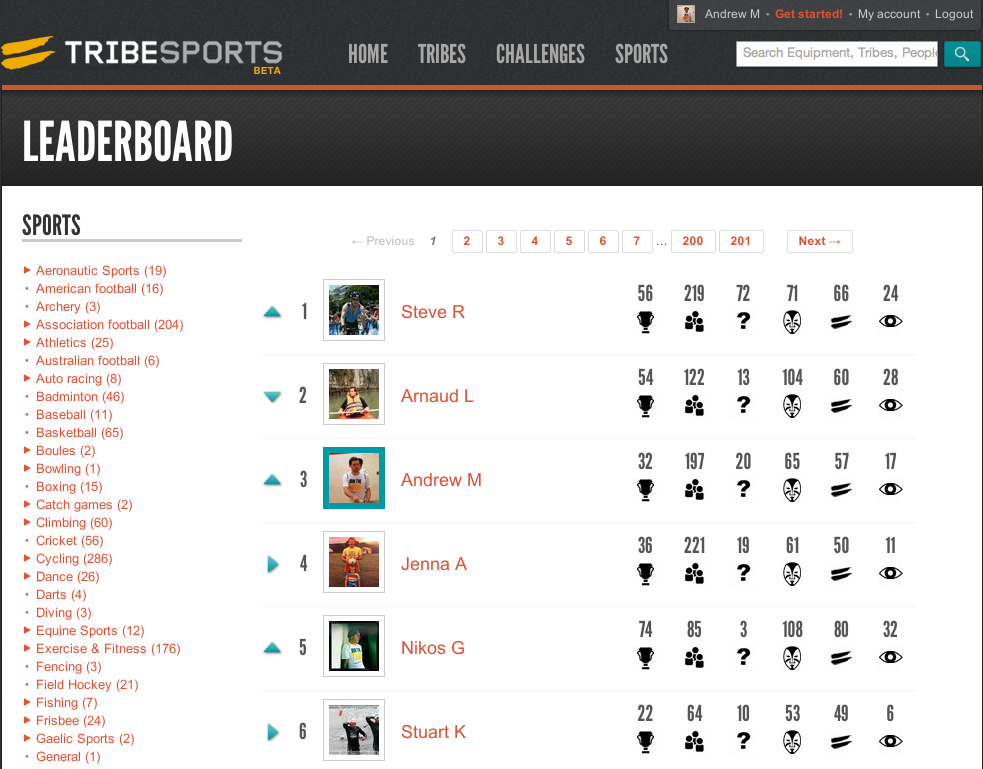 Andrew M • Get started! • My account • Logout
TRIBESPORTS
BETA
HOME TRIBES CHALLENGES SPORTS
Search Equipment, Tribes, People
LEADERBOARD
SPORTS
Aeronautic Sports (19)
American football (16)
Archery (3)
Association football (204)
Athletics (25)
Australian football (6)
Auto racing (8)
Badminton (46)
Baseball (11)
Basketball (65)
Boules (2)
Bowling (1)
Boxing (15)
Catch games (2)
Climbing (60)
Cricket (56)
Cycling (286)
Dance (26)
Darts (4)
Diving (3)
Equine Sports (12)
Exercise & Fitness (176)
Fencing (3)
Field Hockey (21)
Fishing (7)
Frisbee (24)
Gaelic Sports (2)
General (1)
← Previous 1 2 3 4 5 6 7 ... 200 201 Next →
1 Steve R 56 219 72 71 66 24
2 Arnaud L 54 122 13 104 60 28
3 Andrew M 32 197 20 65 57 17
4 Jenna A 36 221 19 61 50 11
5 Nikos G 74 85 3 108 80 32
6 Stuart K 22 64 10 53 49 6